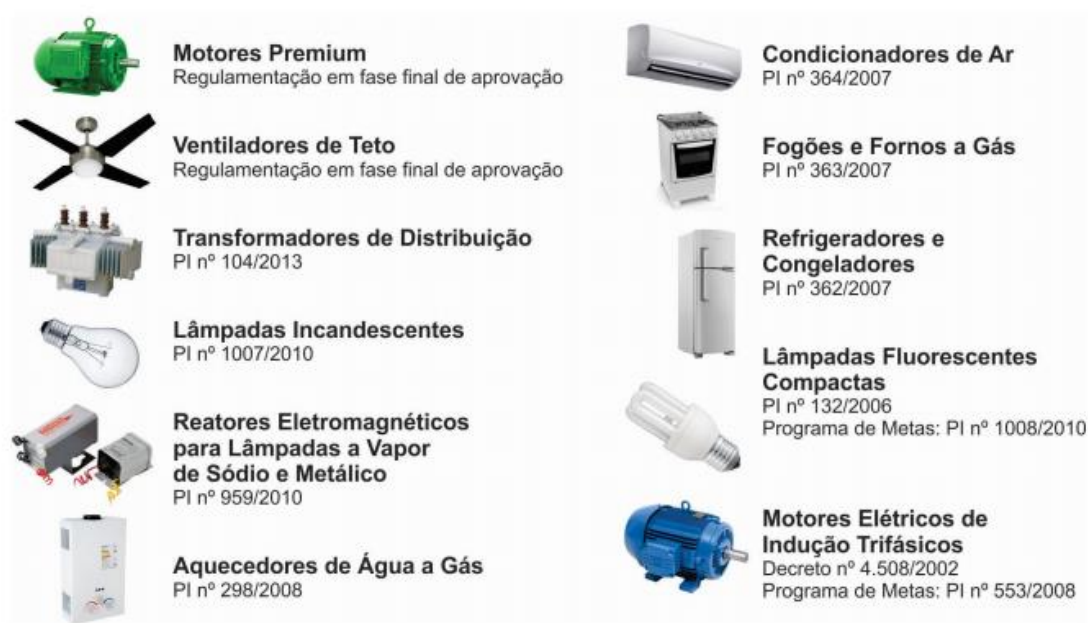 Motores Premium
Regulamentação em fase final de aprovação
Ventiladores de Teto
Regulamentação em fase final de aprovação
Transformadores de Distribuição
PI nº 104/2013
Lâmpadas Incandescentes
PI nº 1007/2010
Reatores Eletromagnéticos
para Lâmpadas a Vapor
de Sódio e Metálico
PI nº 959/2010
Aquecedores de Água a Gás
PI nº 298/2008
Condicionadores de Ar
PI nº 364/2007
Fogões e Fornos a Gás
PI nº 363/2007
Refrigeradores e
Congeladores
PI nº 362/2007
Lâmpadas Fluorescentes
Compactas
PI nº 132/2006
Programa de Metas: PI nº 1008/2010
Motores Elétricos de
Indução Trifásicos
Decreto nº 4.508/2002
Programa de Metas: PI nº 553/2008